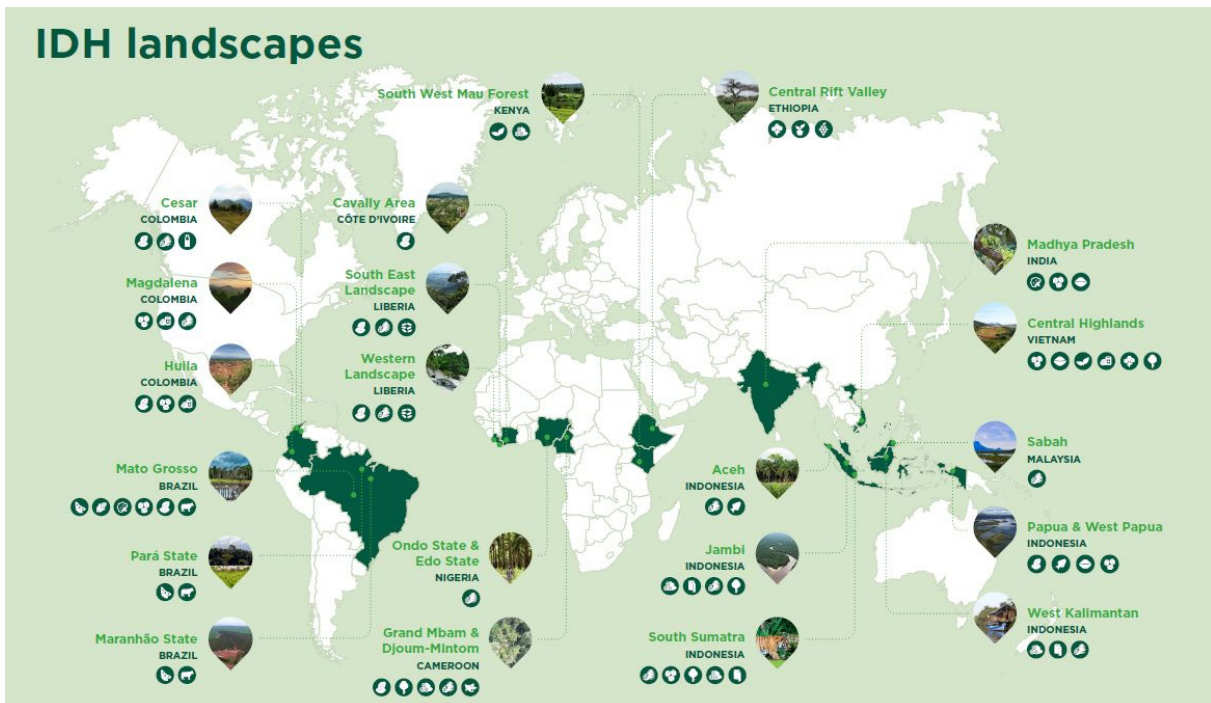 IDH landscapes
South West Mau Forest
KENYA
Central Rift Valley
ETHIOPIA
Cesar
COLOMBIA
Cavally Area
CÔTE D'IVOIRE
Madhya Pradesh
INDIA
Magdalena
COLOMBIA
South East
Landscape
LIBERIA
Central Highlands
VIETNAM
Huila
COLOMBIA
Western
Landscape
LIBERIA
Mato Grosso
BRAZIL
Aceh
INDONESIA
Sabah
MALAYSIA
Pará State
BRAZIL
Ondo State &
Edo State
NIGERIA
Jambi
INDONESIA
Papua & West Papua
INDONESIA
Maranhão State
BRAZIL
Grand Mbam &
Djoum-Mintom
CAMEROON
South Sumatra
INDONESIA
West Kalimantan
INDONESIA